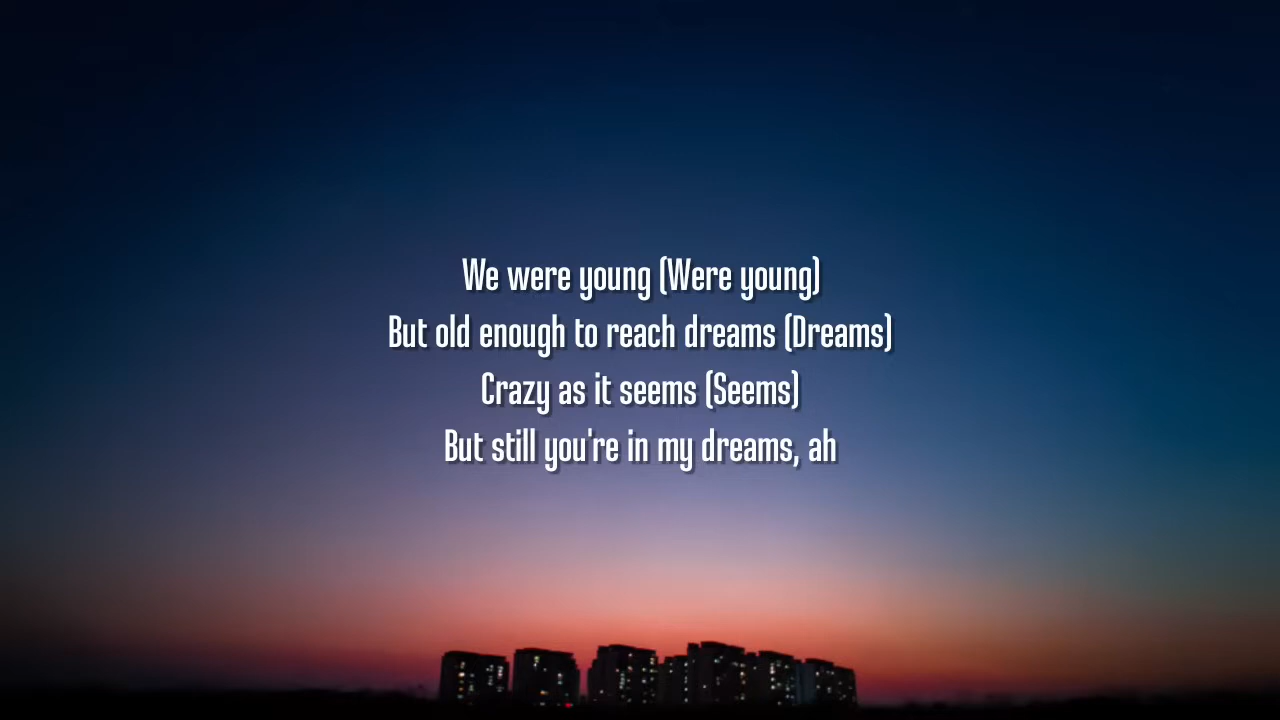 We were young (Were young)
But old enough to reach dreams (Dreams)
Crazy as it seems (Seems)
But still you're in my dreams, ah